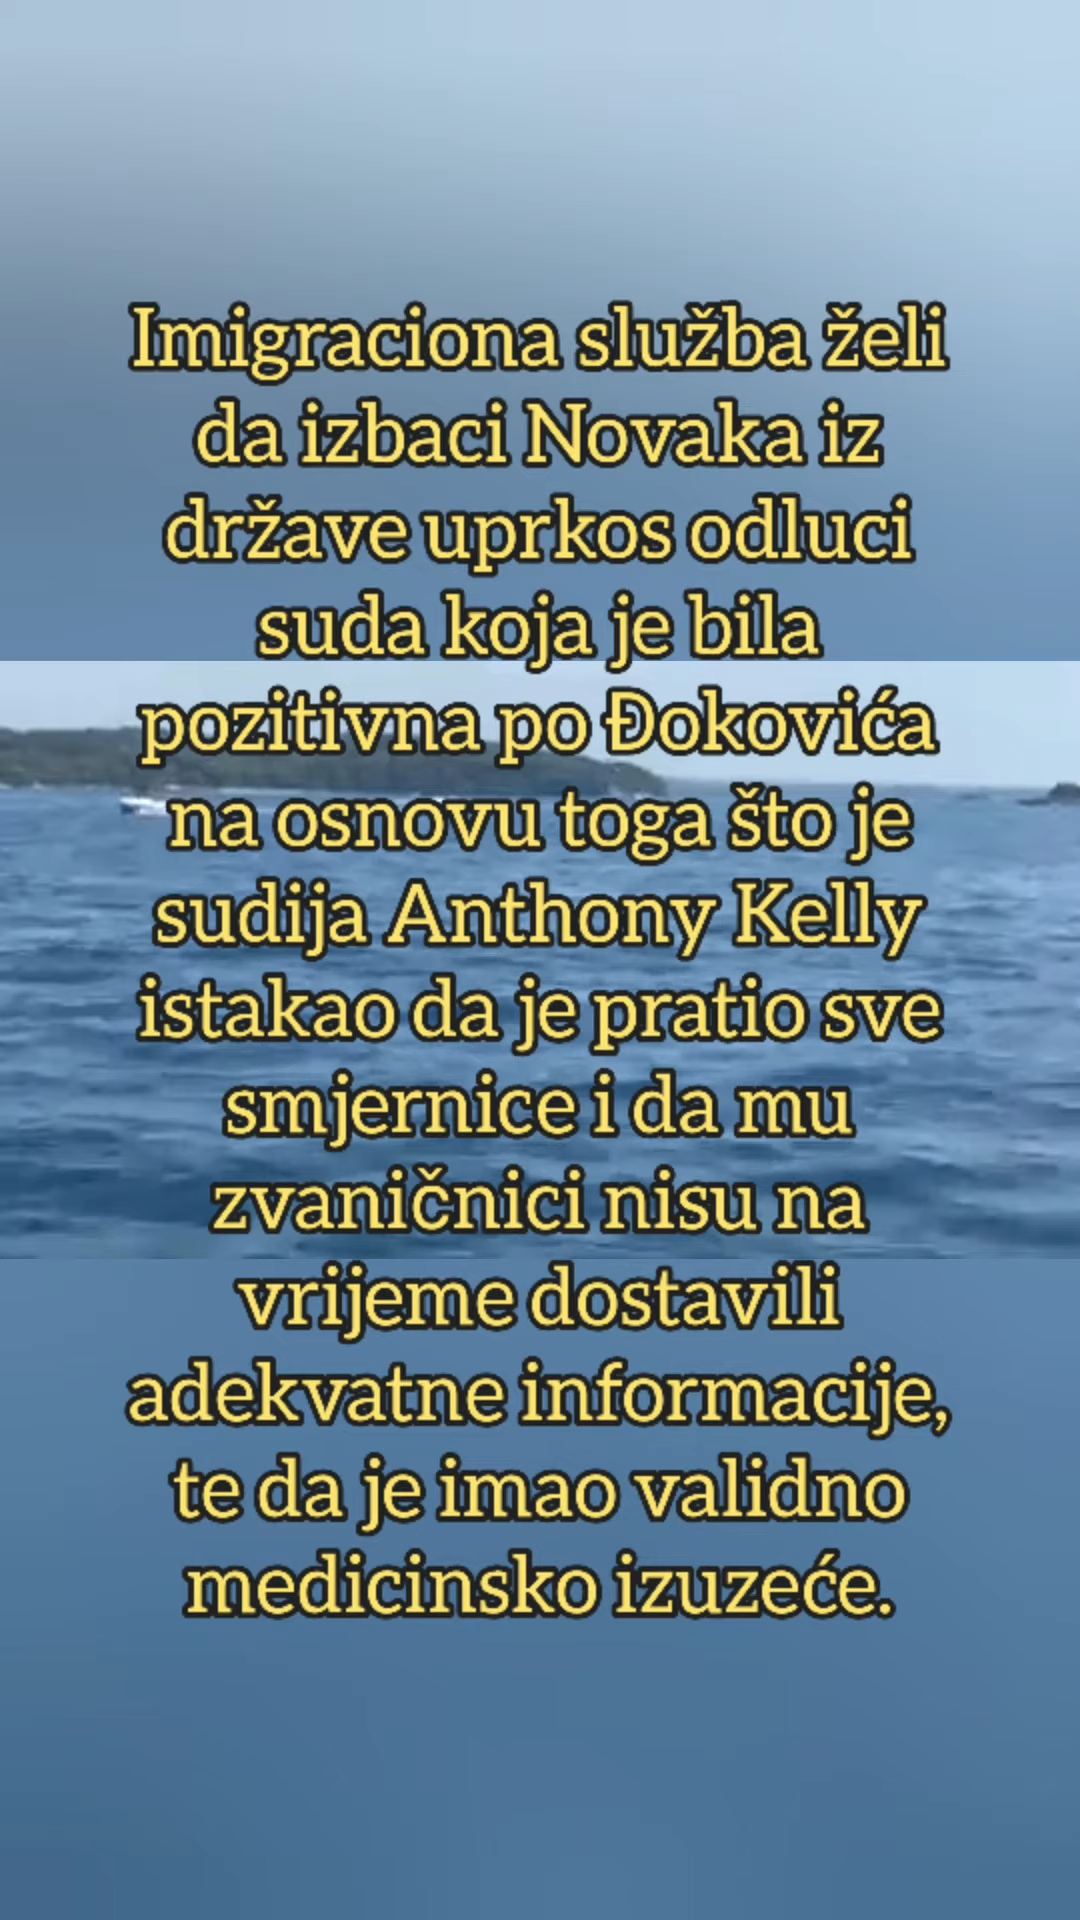 Imigraciona služba želi
da izbaci Novaka iz
države uprkos odluci
suda koja je bila
pozitivna po Đokovića
na osnovu toga što je
sudija Anthony Kelly
istakao da je pratio sve
smjernice i da mu
zvaničnici nisu na
vrijeme dostavili
adekvatne informacije,
te da je imao validno
medicinsko izuzeće.